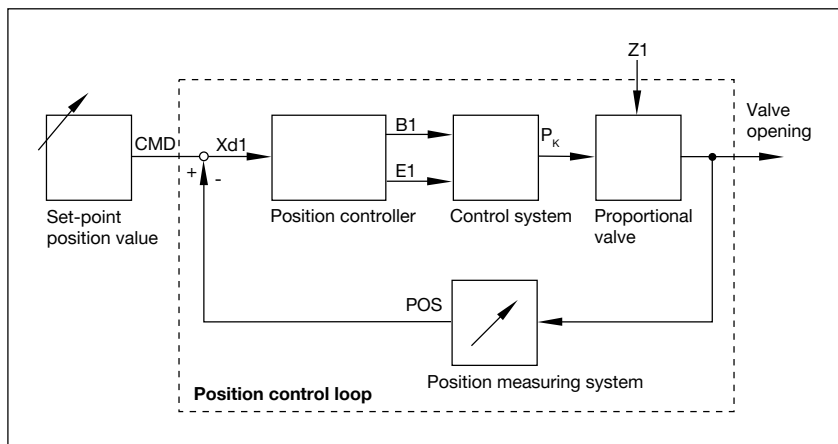 Z1
Valve
opening
CMD
+
-
Xd1
B1
E1
P_K
Set-point
position value
Position controller
Control system
Proportional
valve
POS
Position measuring system
Position control loop